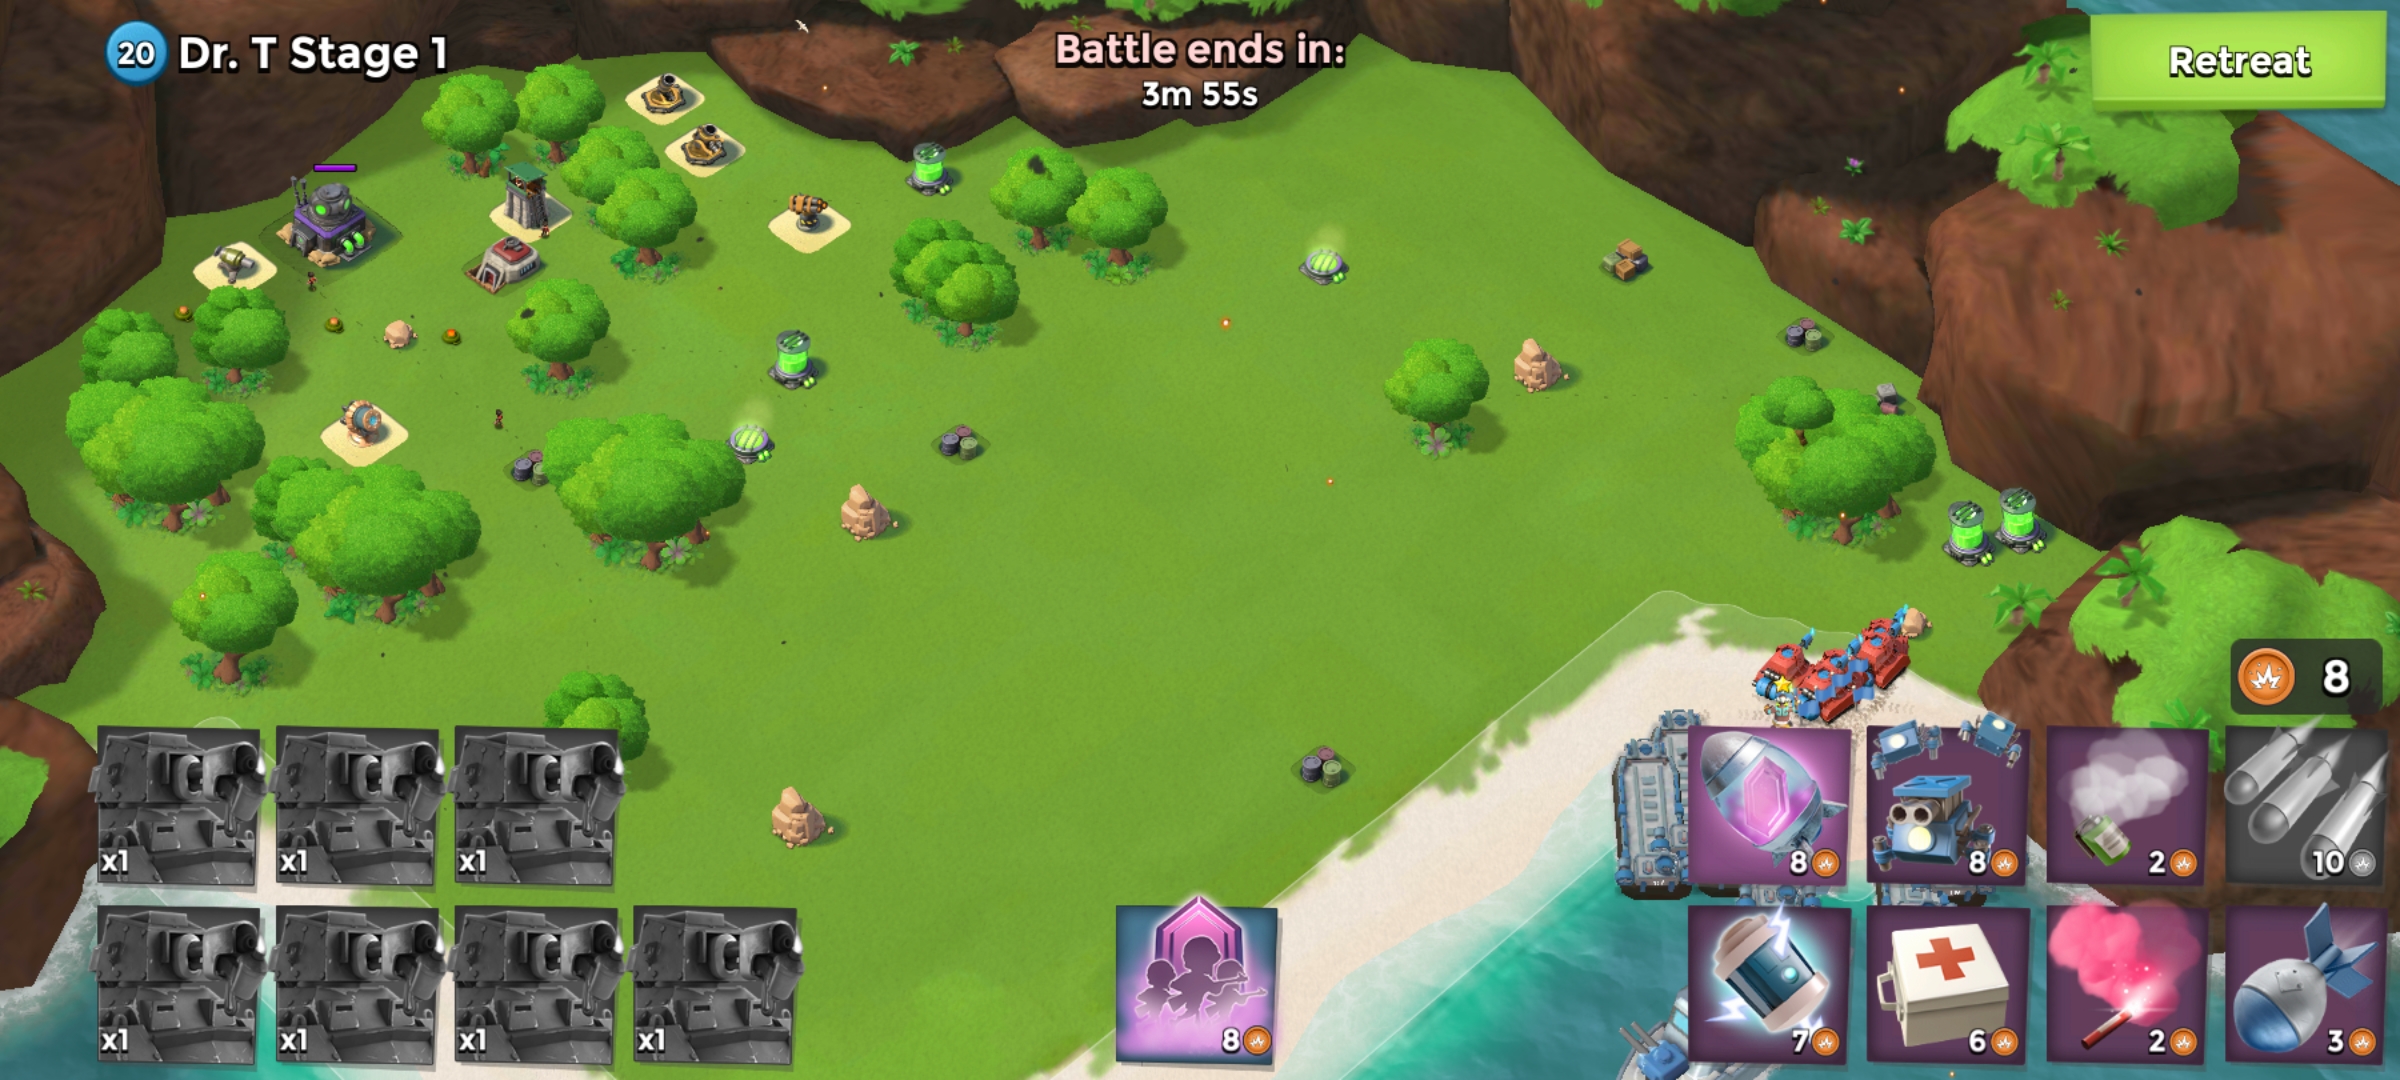 20 Dr. T Stage 1
Battle ends in:
3m 55s
Retreat
8
x1
x1
x1
8
8
2
10
x1
x1
x1
x1
8
7
6
2
3